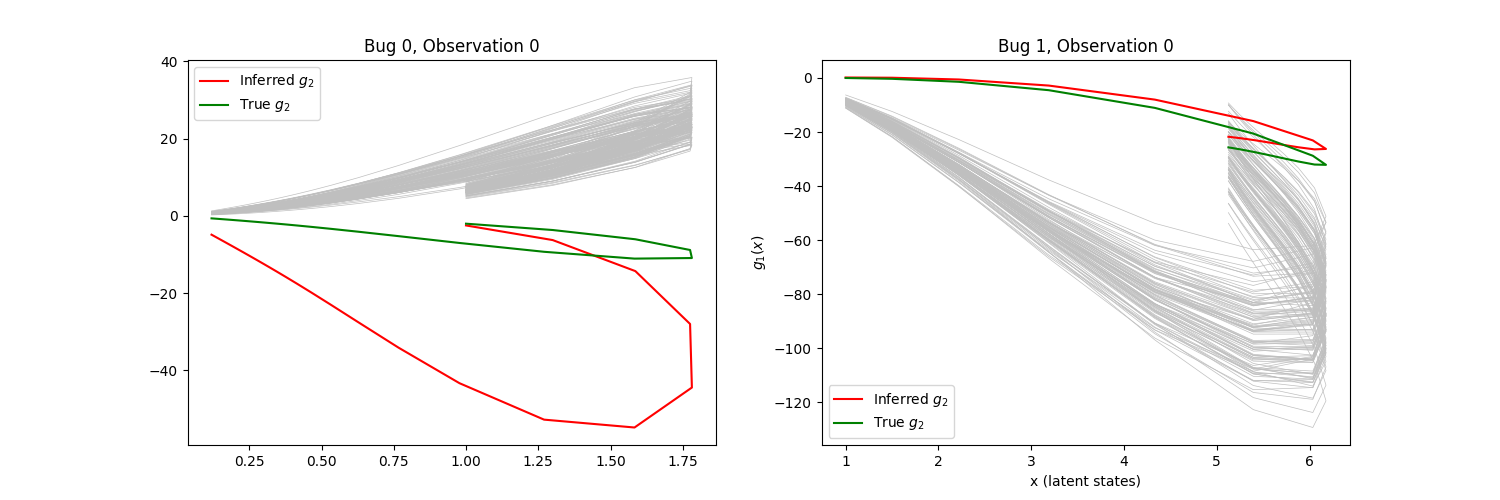 Bug 0, Observation 0
40
20
0
−20
−40
0.25 0.50 0.75 1.00 1.25 1.50 1.75
Inferred g₂
True g₂
Bug 1, Observation 0
0
−20
−40
−60
−80
−100
−120
g₁(x)
1 2 3 4 5 6
x (latent states)
Inferred g₂
True g₂